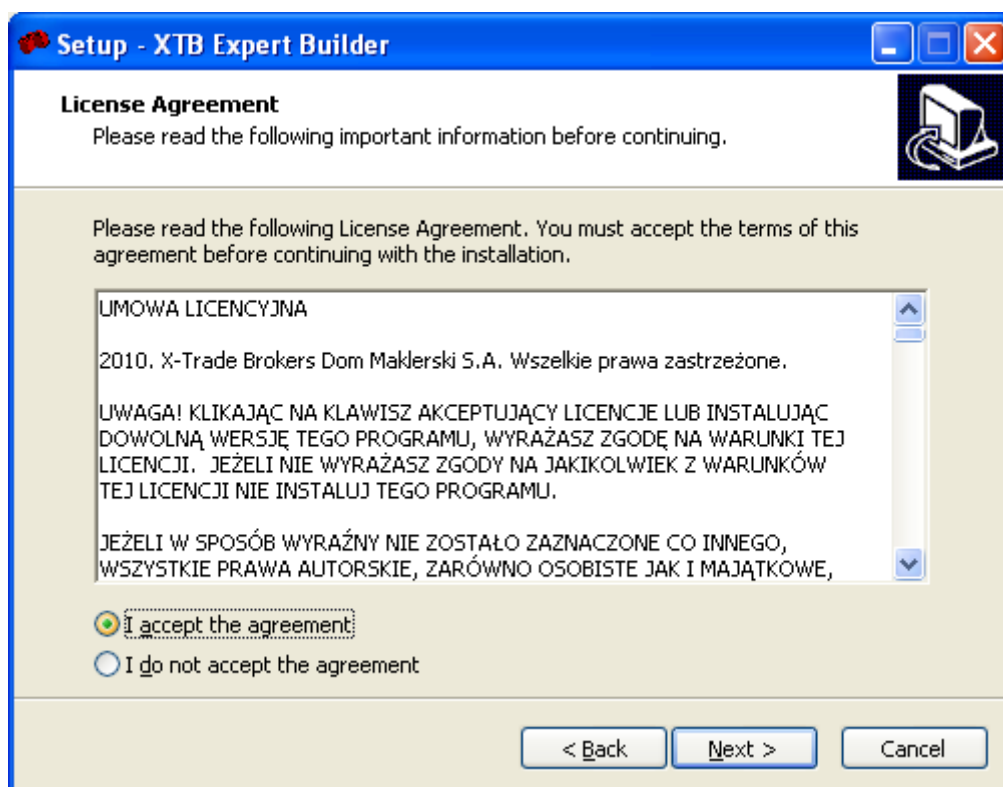 Setup - XTB Expert Builder
License Agreement
Please read the following important information before continuing.
Please read the following License Agreement. You must accept the terms of this
agreement before continuing with the installation.
UMOWA LICENCYJNA
2010. X-Trade Brokers Dom Maklerski S.A. Wszelkie prawa zastrzeżone.
UWAGA! KLIKAJĄC NA KLAWISZ AKCEPTUJĄCY LICENCJE LUB INSTALUJĄC
DOWOLNĄ WERSJĘ TEGO PROGRAMU, WYRAŻASZ ZGODĘ NA WARUNKI TEJ
LICENCJI.  JEŻELI NIE WYRAŻASZ ZGODY NA JAKIKOLWIEK Z WARUNKÓW
TEJ LICENCJI NIE INSTALUJ TEGO PROGRAMU.
JEŻELI W SPOSÓB WYRAŹNY NIE ZOSTAŁO ZAZNACZONE CO INNEGO,
WSZYSTKIE PRAWA AUTORSKIE, ZARÓWNO OSOBISTE JAK I MAJĄTKOWE,
I accept the agreement
I do not accept the agreement
< Back
Next >
Cancel